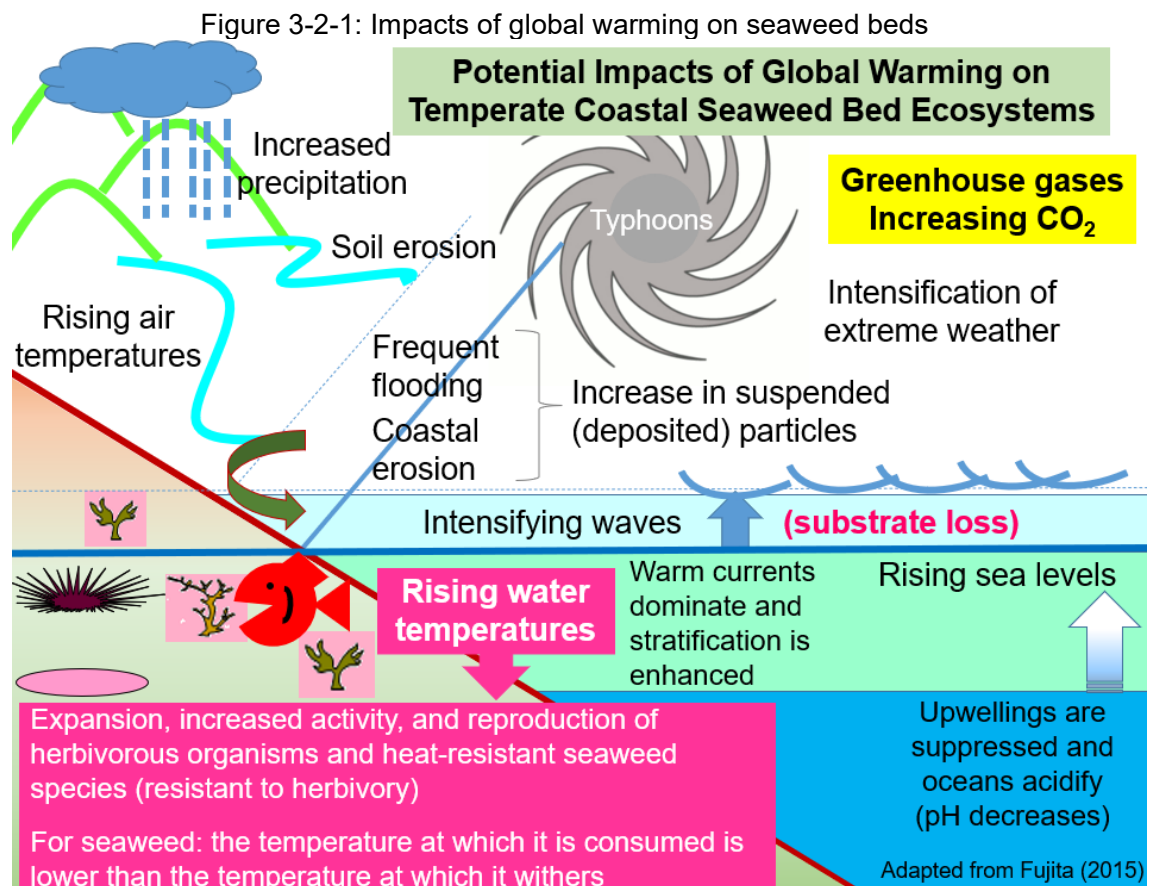 Figure 3-2-1: Impacts of global warming on seaweed beds
Potential Impacts of Global Warming on
Temperate Coastal Seaweed Bed Ecosystems
Increased
precipitation
Typhoons
Greenhouse gases
Increasing CO₂
Soil erosion
Intensification of
extreme weather
Rising air
temperatures
Frequent
flooding
Coastal
erosion
Increase in suspended
(deposited) particles
Intensifying waves
(substrate loss)
Rising water
temperatures
Warm currents
dominate and
stratification is
enhanced
Rising sea levels
Expansion, increased activity, and reproduction of
herbivorous organisms and heat-resistant seaweed
species (resistant to herbivory)
For seaweed: the temperature at which it is consumed is
lower than the temperature at which it withers
Upwellings are
suppressed and
oceans acidify
(pH decreases)
Adapted from Fujita (2015)